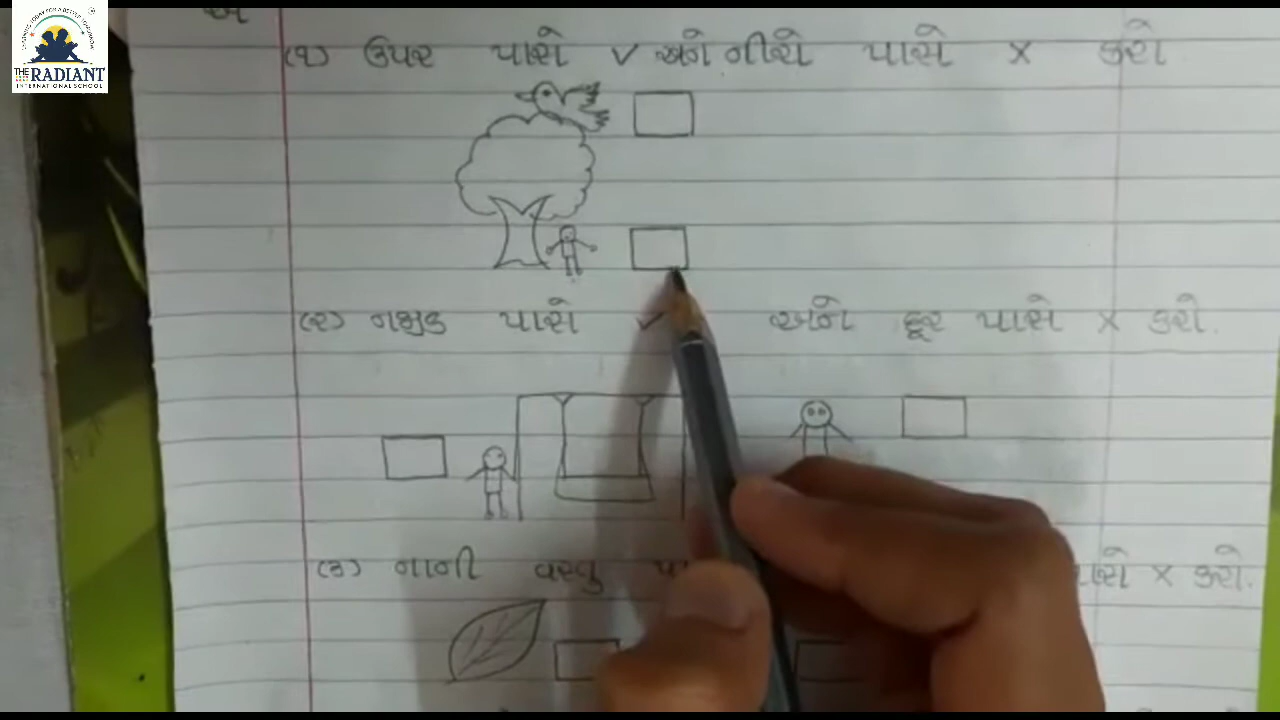 THE RADIANT
INTERNATIONAL SCHOOL
(૧) ઉપર પાસે ✓ અને નીચે પાસે × કરો
(૨) નજીક પાસે ✓ અને દૂર પાસે × કરો.
(૩) નાની વસ્તુ પાસે × કરો.